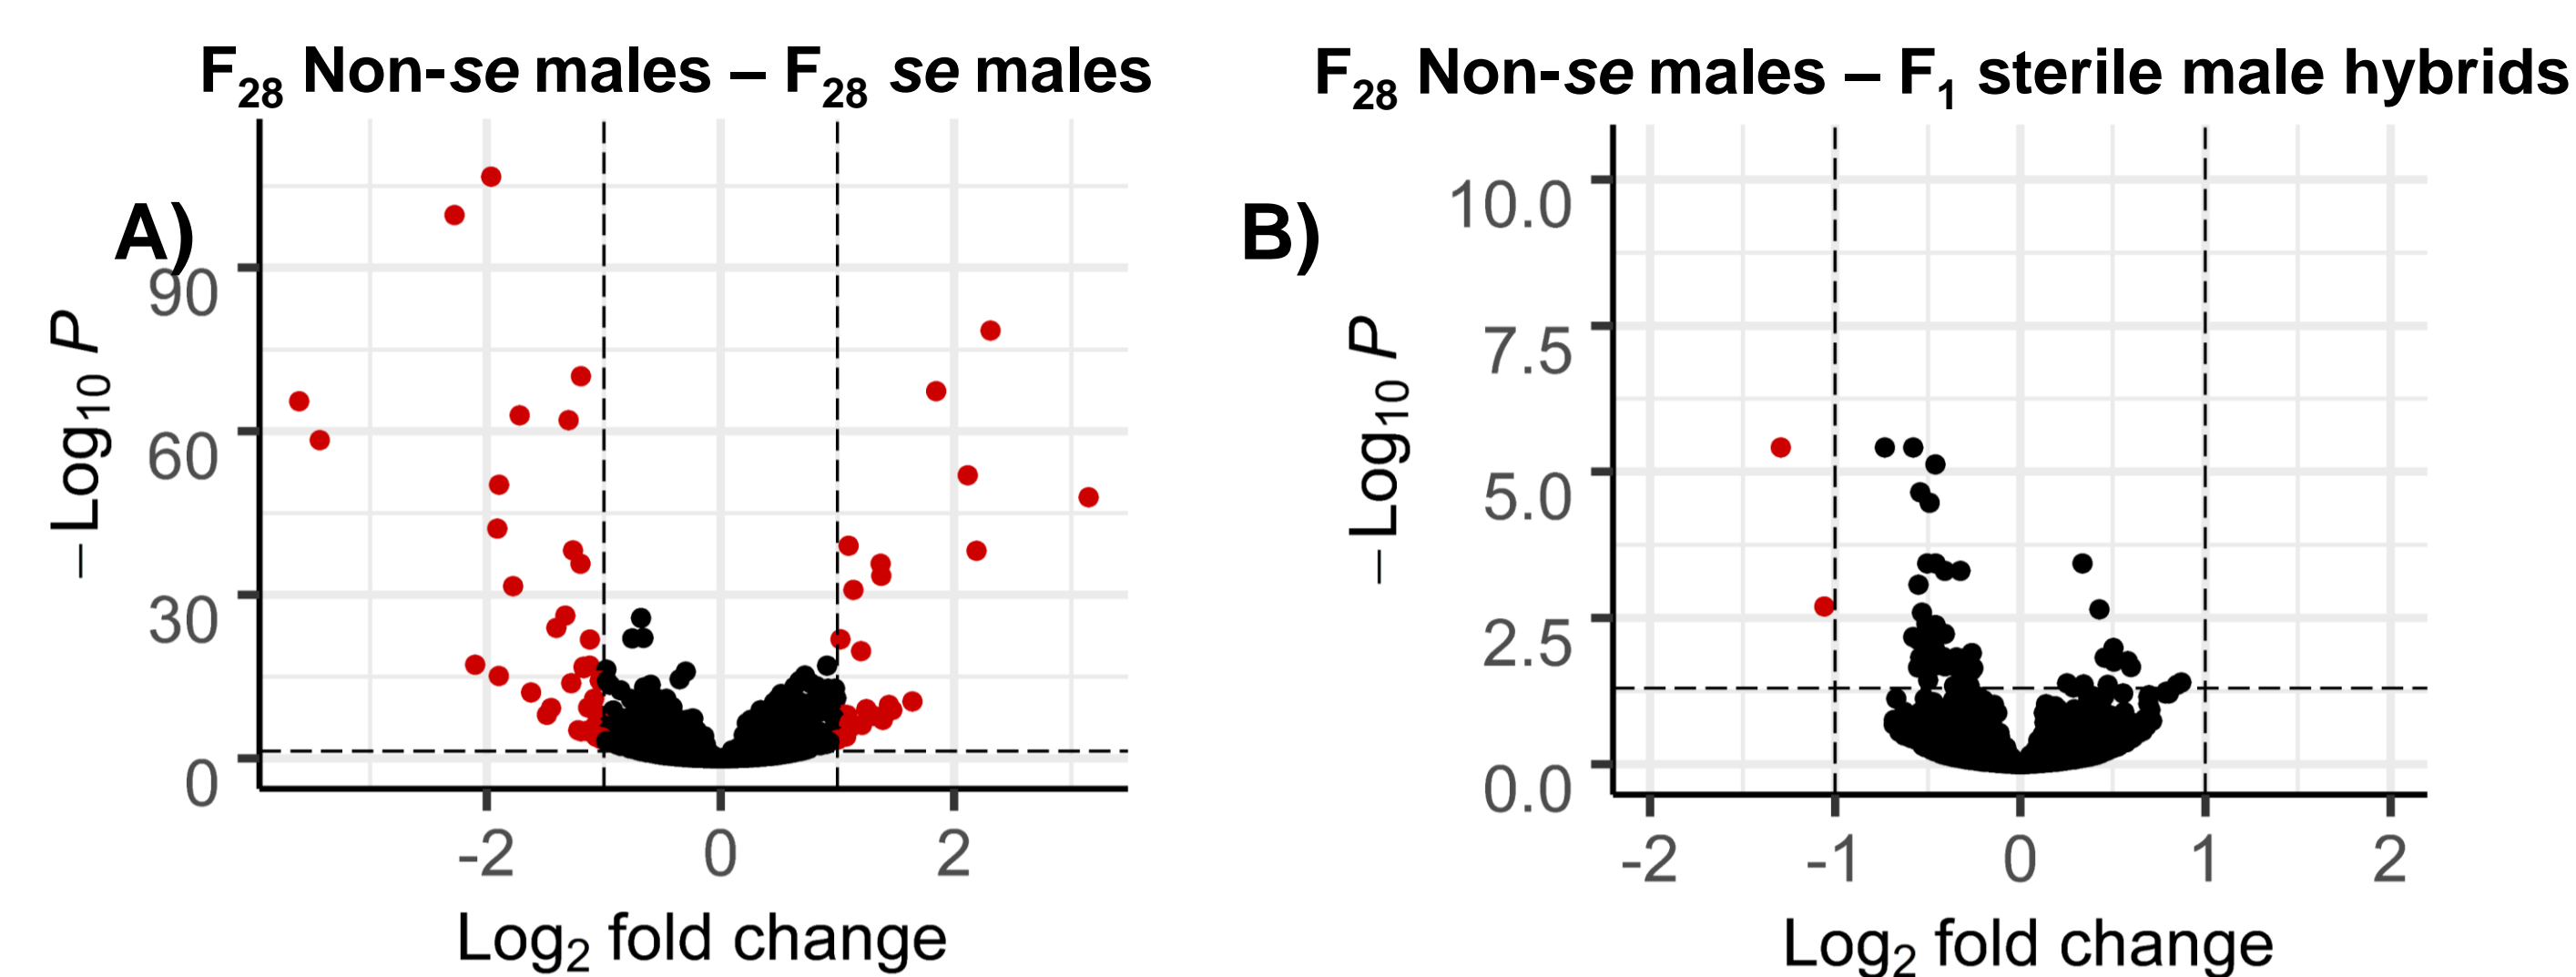 F28 Non-se males – F28 se males
A)
90
60
30
0
−Log10 P
-2 0 2
Log2 fold change
F28 Non-se males – F1 sterile male hybrids
B)
10.0
7.5
5.0
2.5
0.0
−Log10 P
-2 -1 0 1 2
Log2 fold change